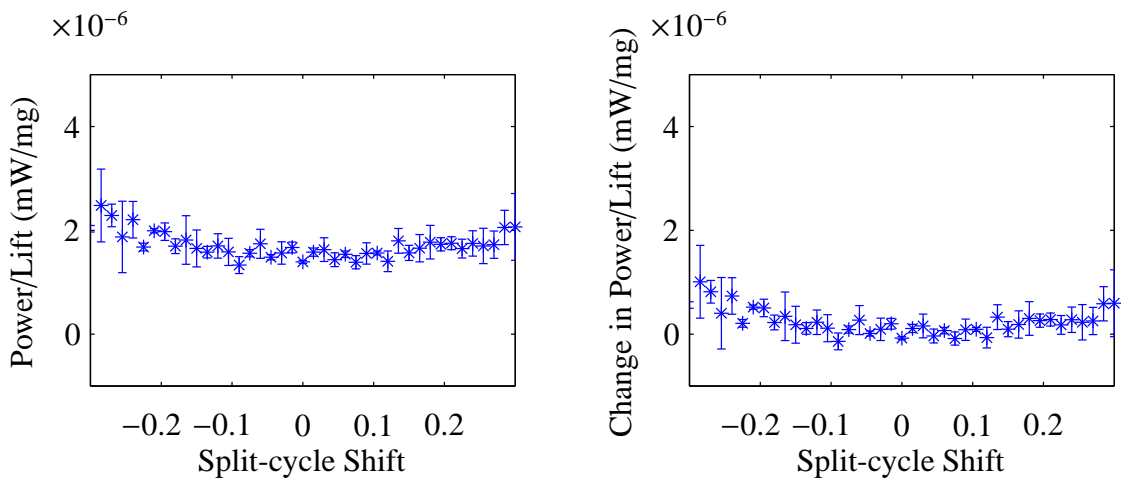 ×10−6
Power/Lift (mW/mg)
4
2
0
−0.2 −0.1 0 0.1 0.2
Split-cycle Shift
×10−6
Change in Power/Lift (mW/mg)
4
2
0
−0.2 −0.1 0 0.1 0.2
Split-cycle Shift